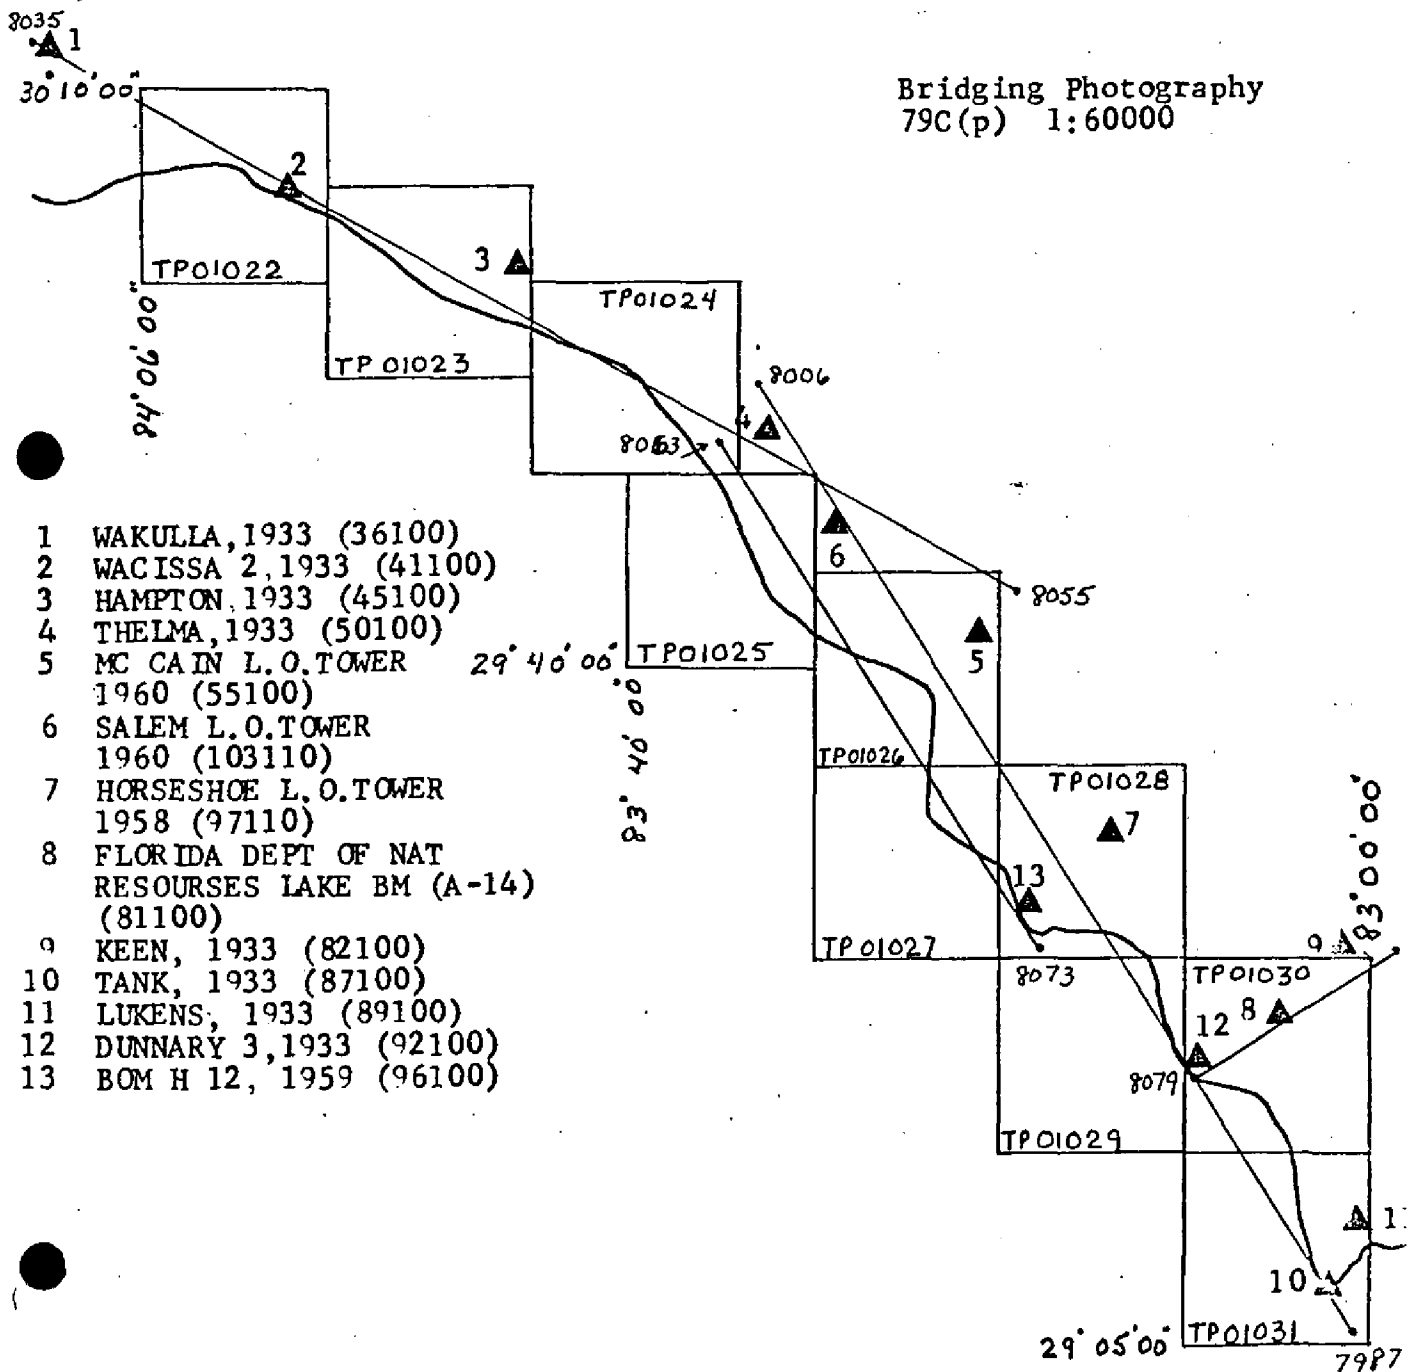 8035
1
30°10'00"
Bridging Photography
79C(p) 1:60000
2
3
TP01022
TP01024
TP01023
84°06'00"
8006
4
8063
1 WAKULLA,1933 (36100)
2 WACISSA 2,1933 (41100)
3 HAMPTON,1933 (45100)
4 THELMA,1933 (50100)
5 MC CAIN L.O.TOWER
1960 (55100)
6 SALEM L.O.TOWER
1960 (103110)
7 HORSESHOE L.O.TOWER
1958 (97110)
8 FLORIDA DEPT OF NAT
RESOURSES LAKE BM (A-14)
(81100)
9 KEEN, 1933 (82100)
10 TANK, 1933 (87100)
11 LUKENS, 1933 (89100)
12 DUNNARY 3,1933 (92100)
13 BOM H 12, 1959 (96100)
6
8055
5
29°40'00"
TP01025
83°40'00"
TP01026
TP01028
7
83°00'00"
13
TP01027
8073
9
TP01030
8
12
8079
TP01029
11
10
29°05'00"
TP01031
7987